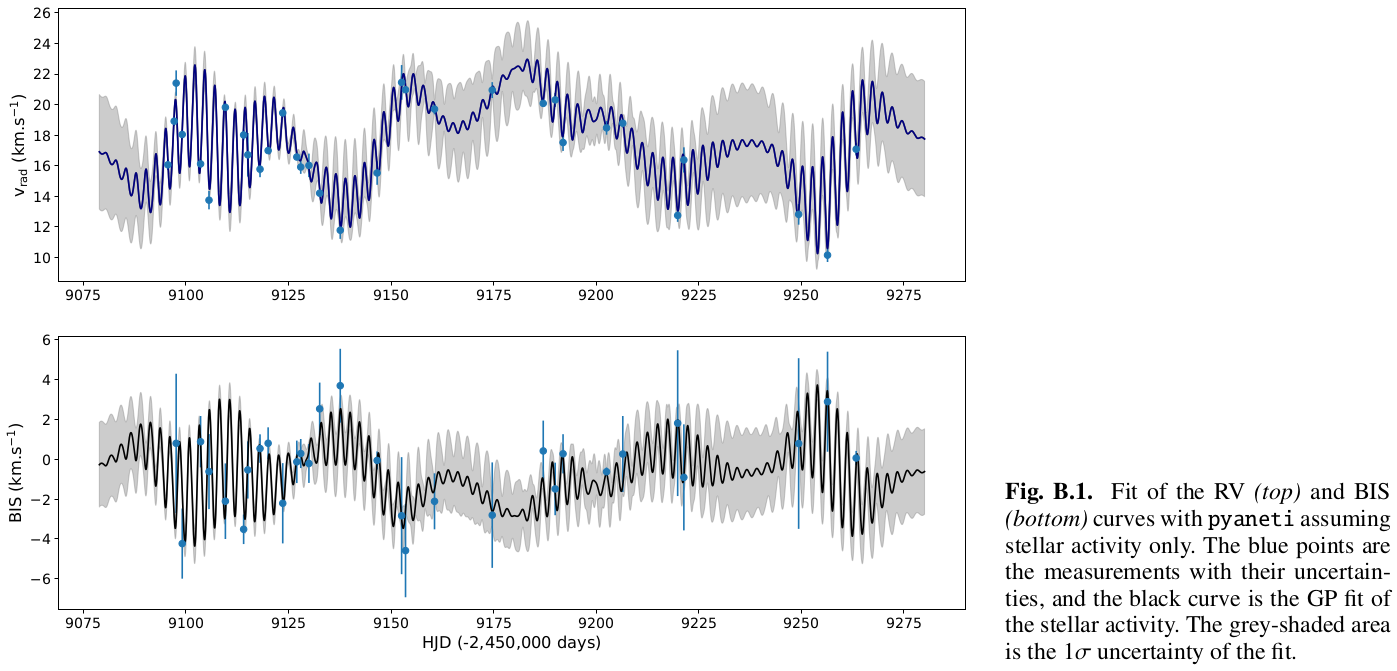 26
24
22
20
18
16
14
12
10
v_rad (km.s⁻¹)
9075 9100 9125 9150 9175 9200 9225 9250 9275
6
4
2
0
−2
−4
−6
BIS (km.s⁻¹)
9075 9100 9125 9150 9175 9200 9225 9250 9275
HJD (-2,450,000 days)
Fig. B.1. Fit of the RV (top) and BIS
(bottom) curves with pyaneti assuming
stellar activity only. The blue points are
the measurements with their uncertain-
ties, and the black curve is the GP fit of
the stellar activity. The grey-shaded area
is the 1σ uncertainty of the fit.